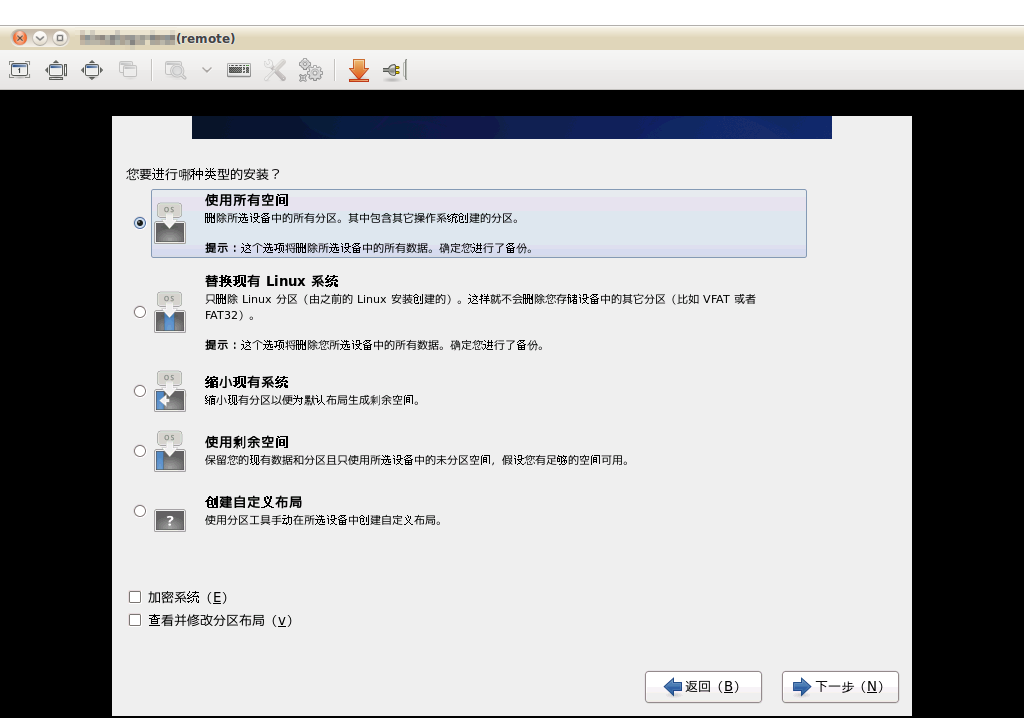 (remote)
您要进行哪种类型的安装？
OS
使用所有空间
删除所选设备中的所有分区。其中包含其它操作系统创建的分区。
提示：这个选项将删除所选设备中的所有数据。确定您进行了备份。
OS
替换现有 Linux 系统
只删除 Linux 分区（由之前的 Linux 安装创建的）。这样就不会删除您存储设备中的其它分区（比如 VFAT 或者
FAT32）。
提示：这个选项将删除您所选设备中的所有数据。确定您进行了备份。
OS
缩小现有系统
缩小现有分区以便为默认布局生成剩余空间。
OS
使用剩余空间
保留您的现有数据和分区且只使用所选设备中的未分区空间，假设您有足够的空间可用。
?
创建自定义布局
使用分区工具手动在所选设备中创建自定义布局。
加密系统（E）
查看并修改分区布局（v）
返回（B）
下一步（N）